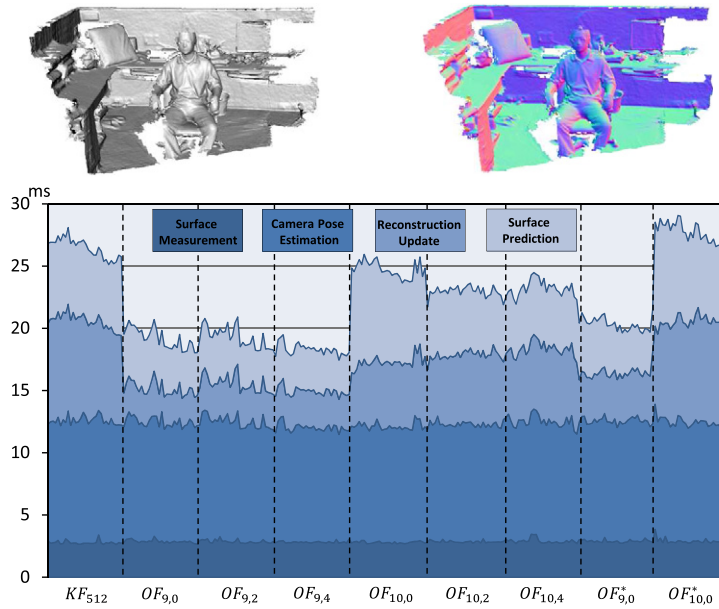 ms
30
25
20
15
10
5
0
Surface
Measurement
Camera Pose
Estimation
Reconstruction
Update
Surface
Prediction
KF₅₁₂ OF₉,₀ OF₉,₂ OF₉,₄ OF₁₀,₀ OF₁₀,₂ OF₁₀,₄ OF*₉,₀ OF*₁₀,₀